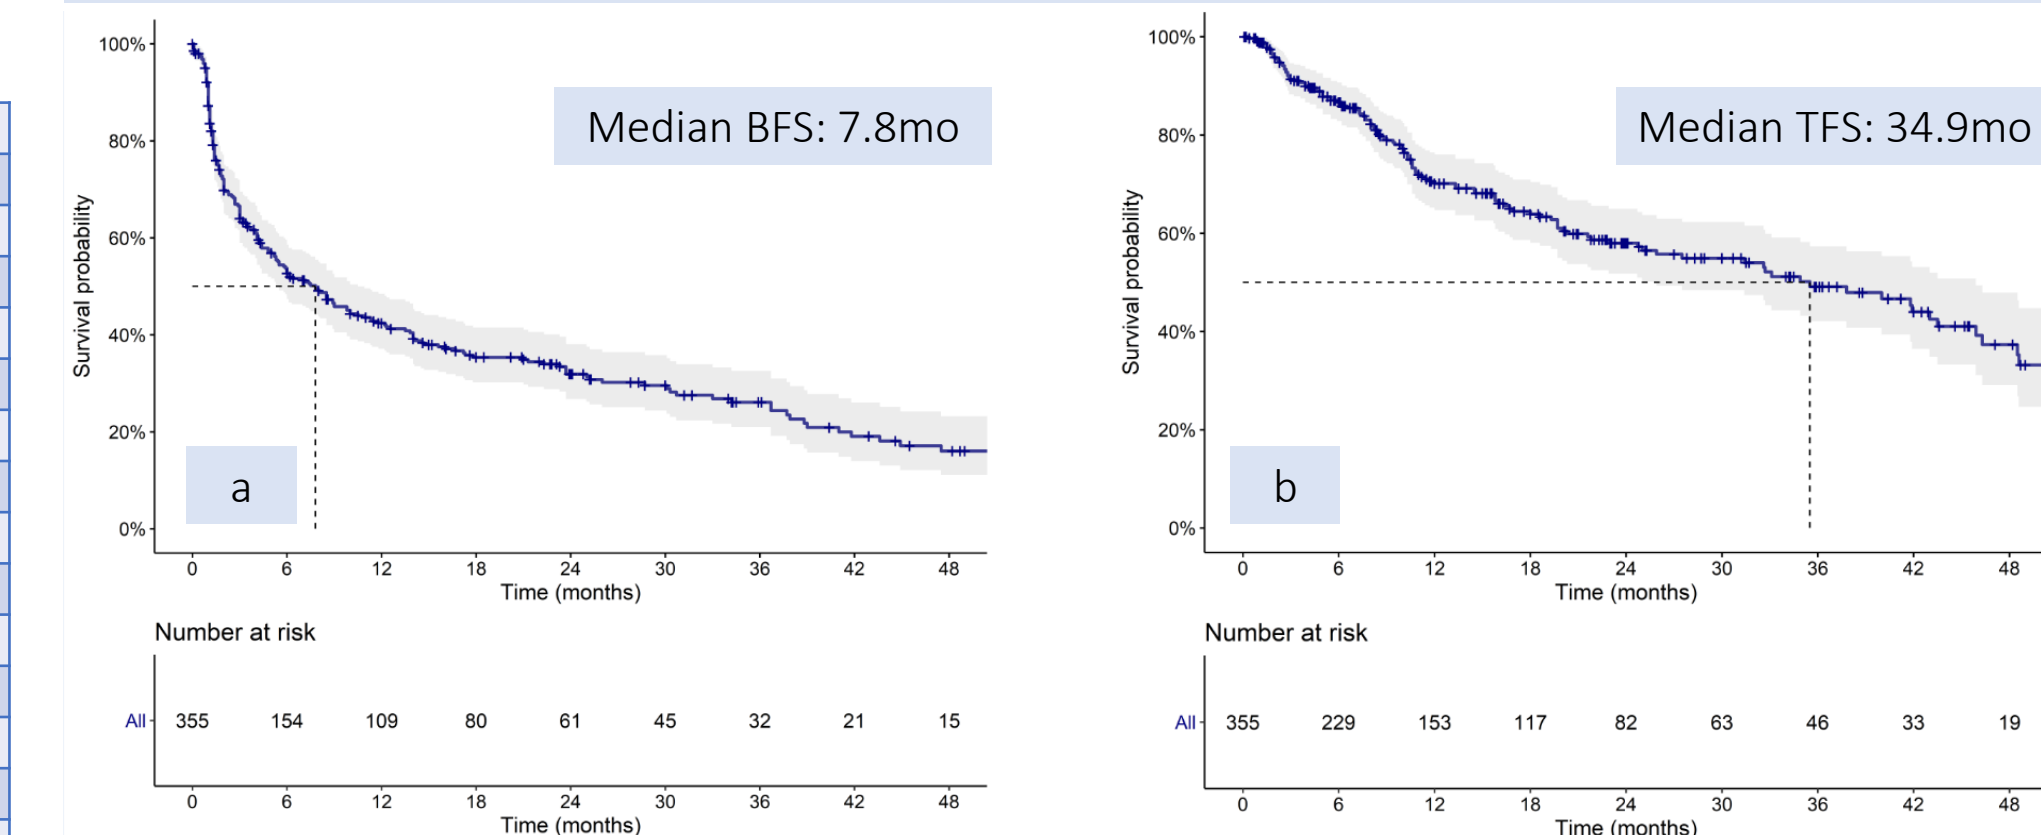 Median BFS: 7.8mo
Survival probability
100%
80%
60%
40%
20%
0%
a
0 6 12 18 24 30 36 42 48
Time (months)
Number at risk
All 355 154 109 80 61 45 32 21 15
0 6 12 18 24 30 36 42 48
Time (months)
Median TFS: 34.9mo
Survival probability
100%
80%
60%
40%
20%
0%
b
0 6 12 18 24 30 36 42 48
Time (months)
Number at risk
All 355 229 153 117 82 63 46 33 19
0 6 12 18 24 30 36 42 48
Time (months)